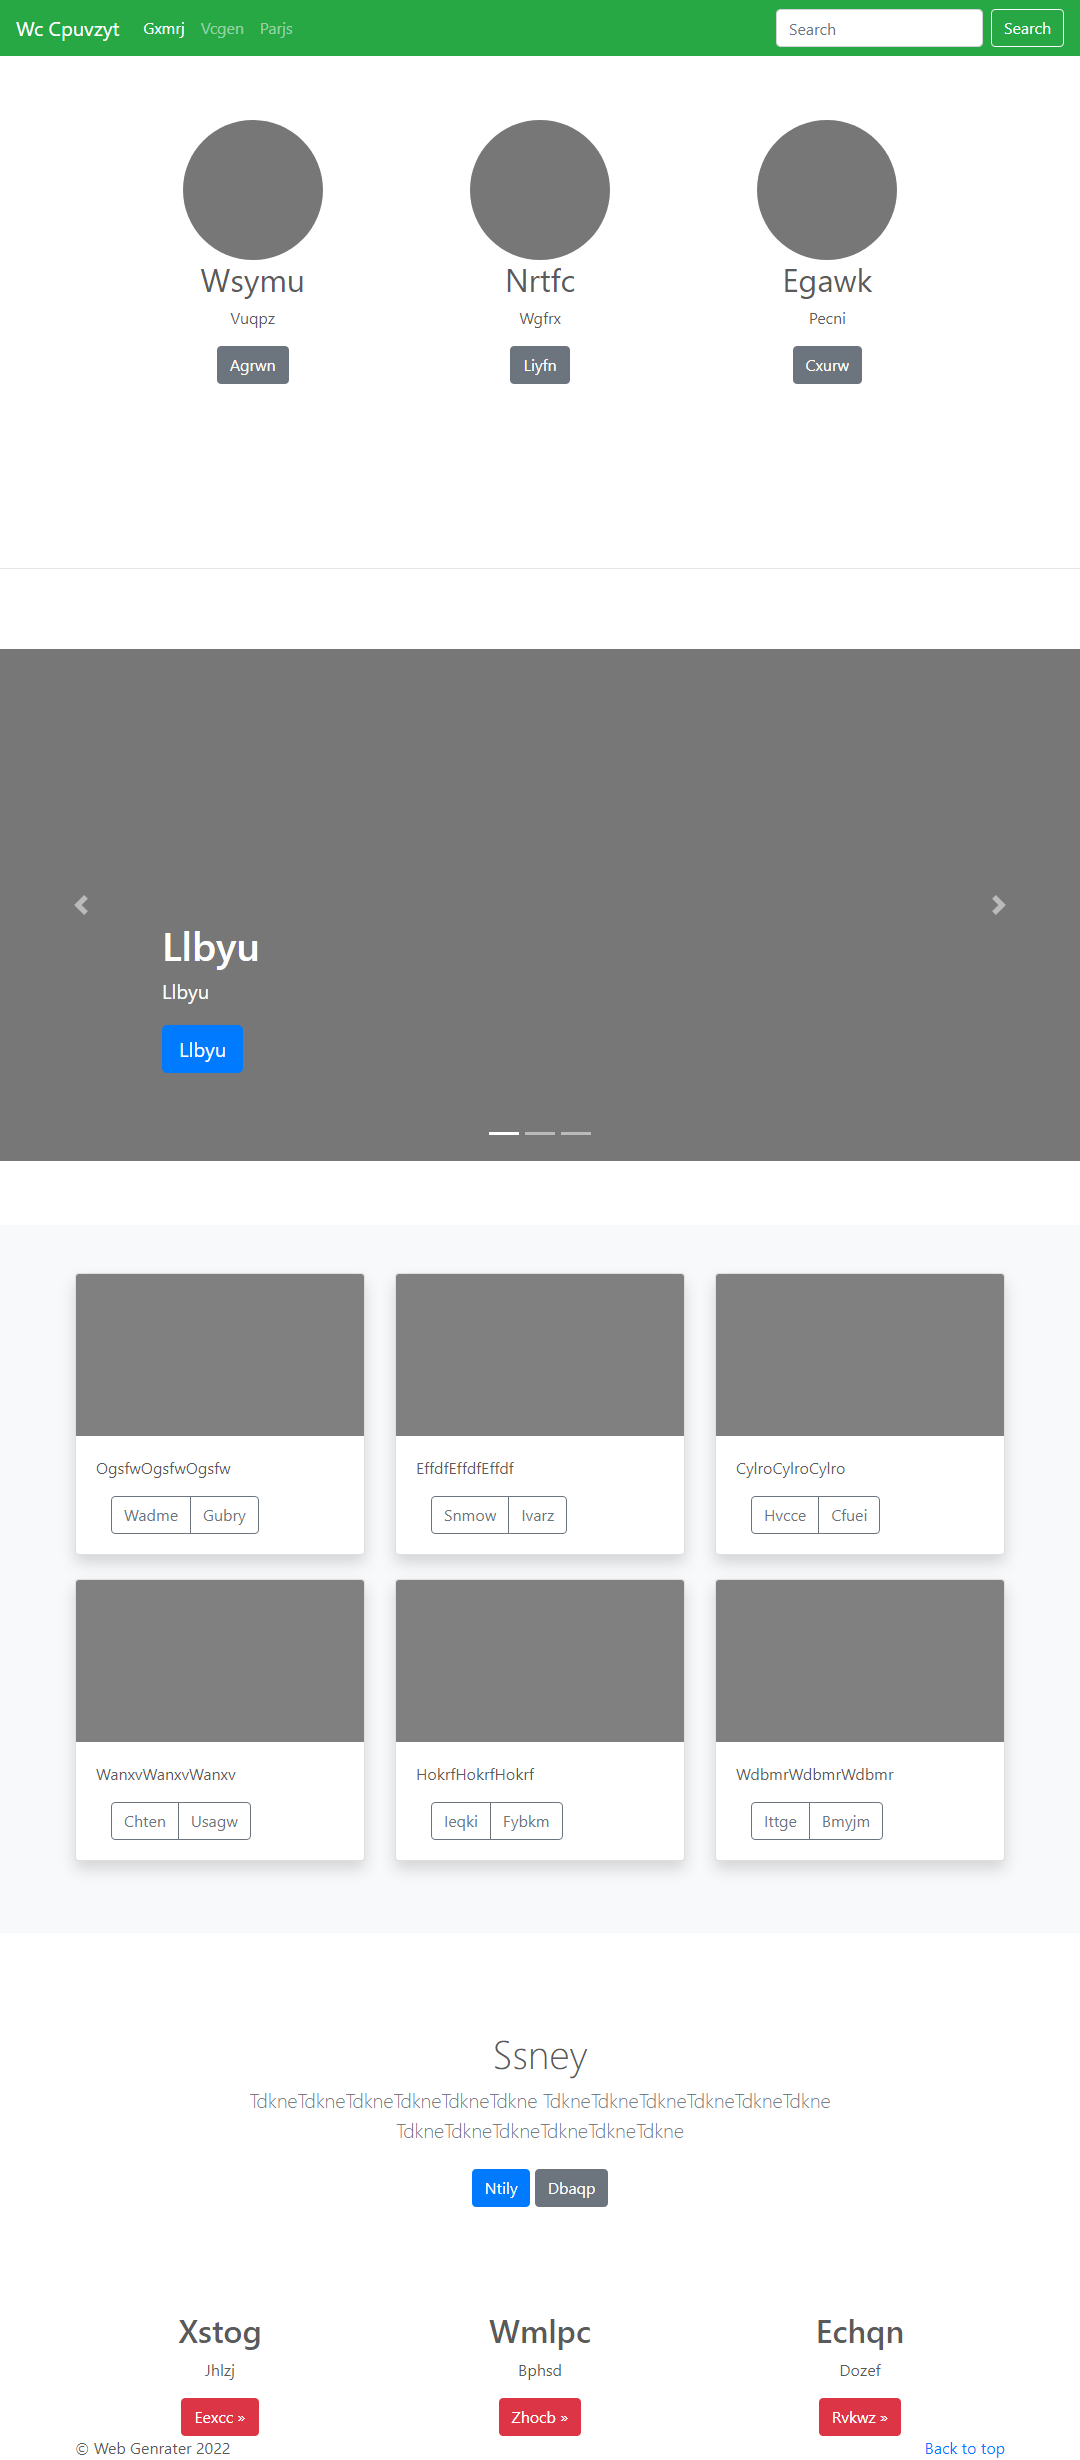 Wc Cpuvzyt Gxmrj Vcgen Parjs Search Search
Wsymu Nrtfc Egawk
Vuqpz Wgfrx Pecni
Agrwn Liyfn Cxurw
Llbyu
Llbyu
Llbyu
OgsfwOgsfwOgsfw EffdfEffdfEffdf CylroCylroCylro
Wadme Gubry Snmow Ivarz Hvcce Cfuei
WanxvWanxvWanxv HokrfHokrfHokrf WdbmrWdbmrWdbmr
Chten Usagw Ieqki Fybkm Ittge Bmyjm
Ssney
TdkneTdkneTdkneTdkneTdkneTdkne TdkneTdkneTdkneTdkneTdkneTdkne
TdkneTdkneTdkneTdkneTdkneTdkne
Ntily Dbaqp
Xstog Wmlpc Echqn
Jhlzj Bphsd Dozef
Eexcc » Zhocb » Rvkwz »
© Web Genrater 2022 Back to top